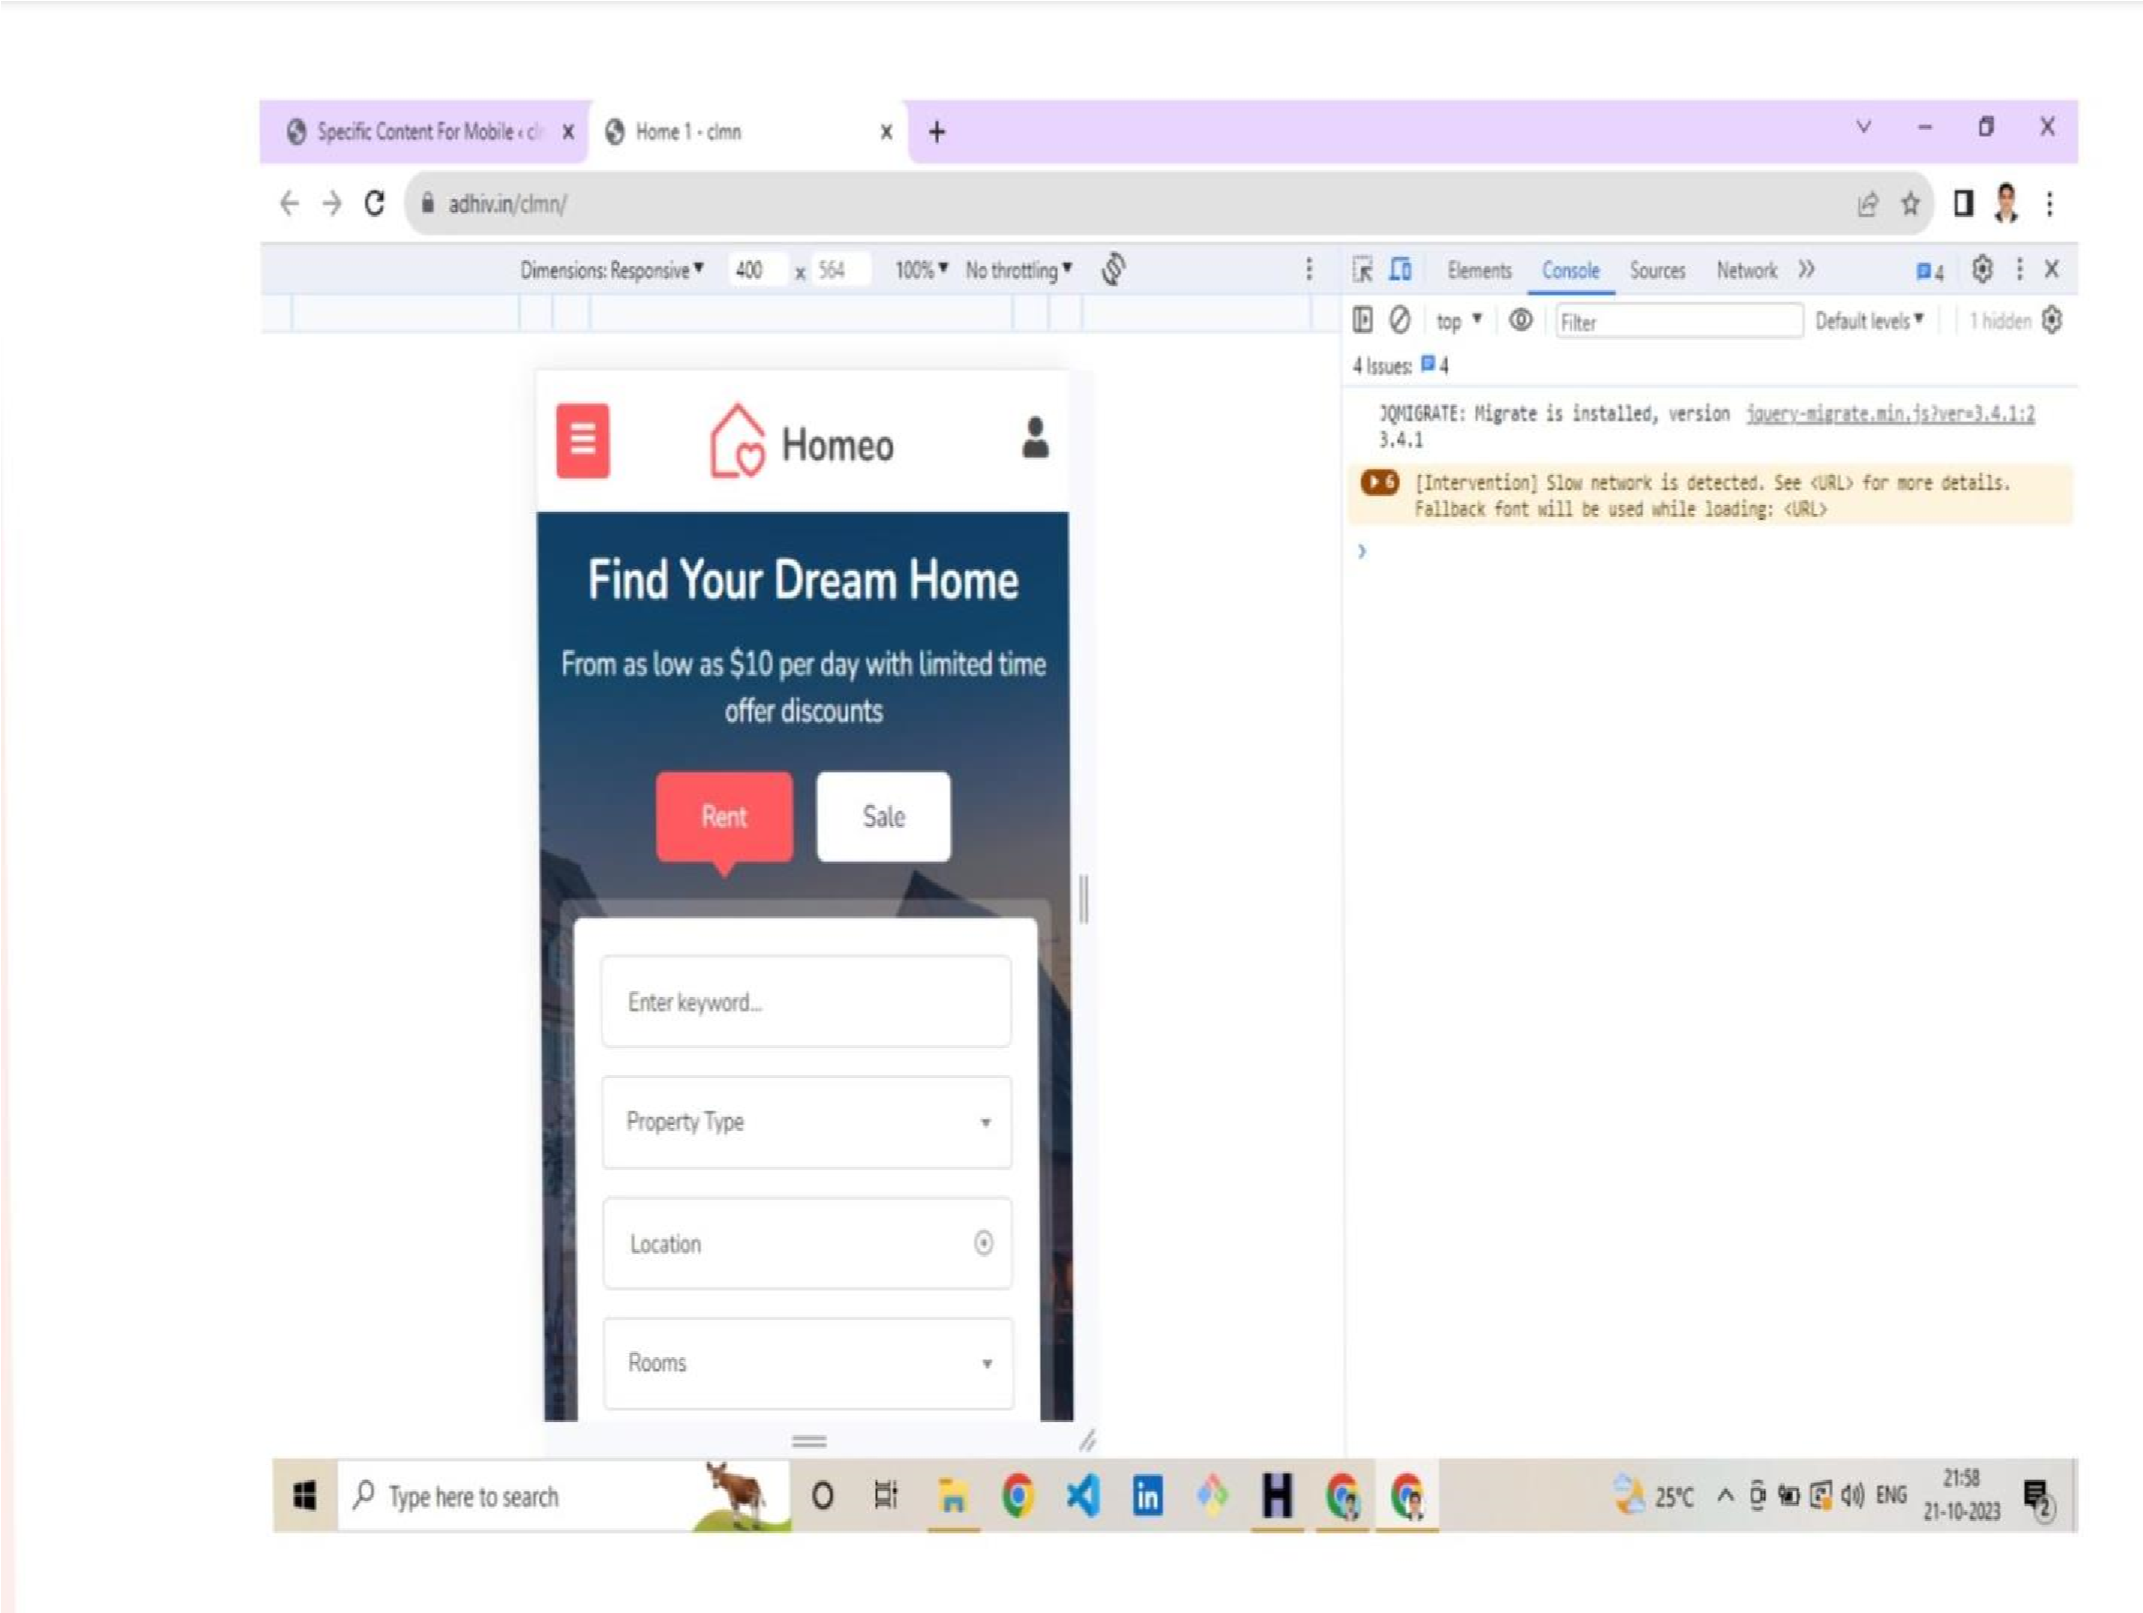 Specific Content For Mobile ‹ cl
Home 1 - clmn
adhiv.in/clmn/
Dimensions: Responsive 400 x 564 100% No throttling
Elements Console Sources Network 4
top Filter Default levels 1 hidden
4 Issues: 4
JQMIGRATE: Migrate is installed, version jquery-migrate.min.js?ver=3.4.1:2
3.4.1
6 [Intervention] Slow network is detected. See <URL> for more details.
Fallback font will be used while loading: <URL>
Homeo
Find Your Dream Home
From as low as $10 per day with limited time
offer discounts
Rent Sale
Enter keyword...
Property Type
Location
Rooms
Type here to search
25°C ENG
21:58
21-10-2023
2